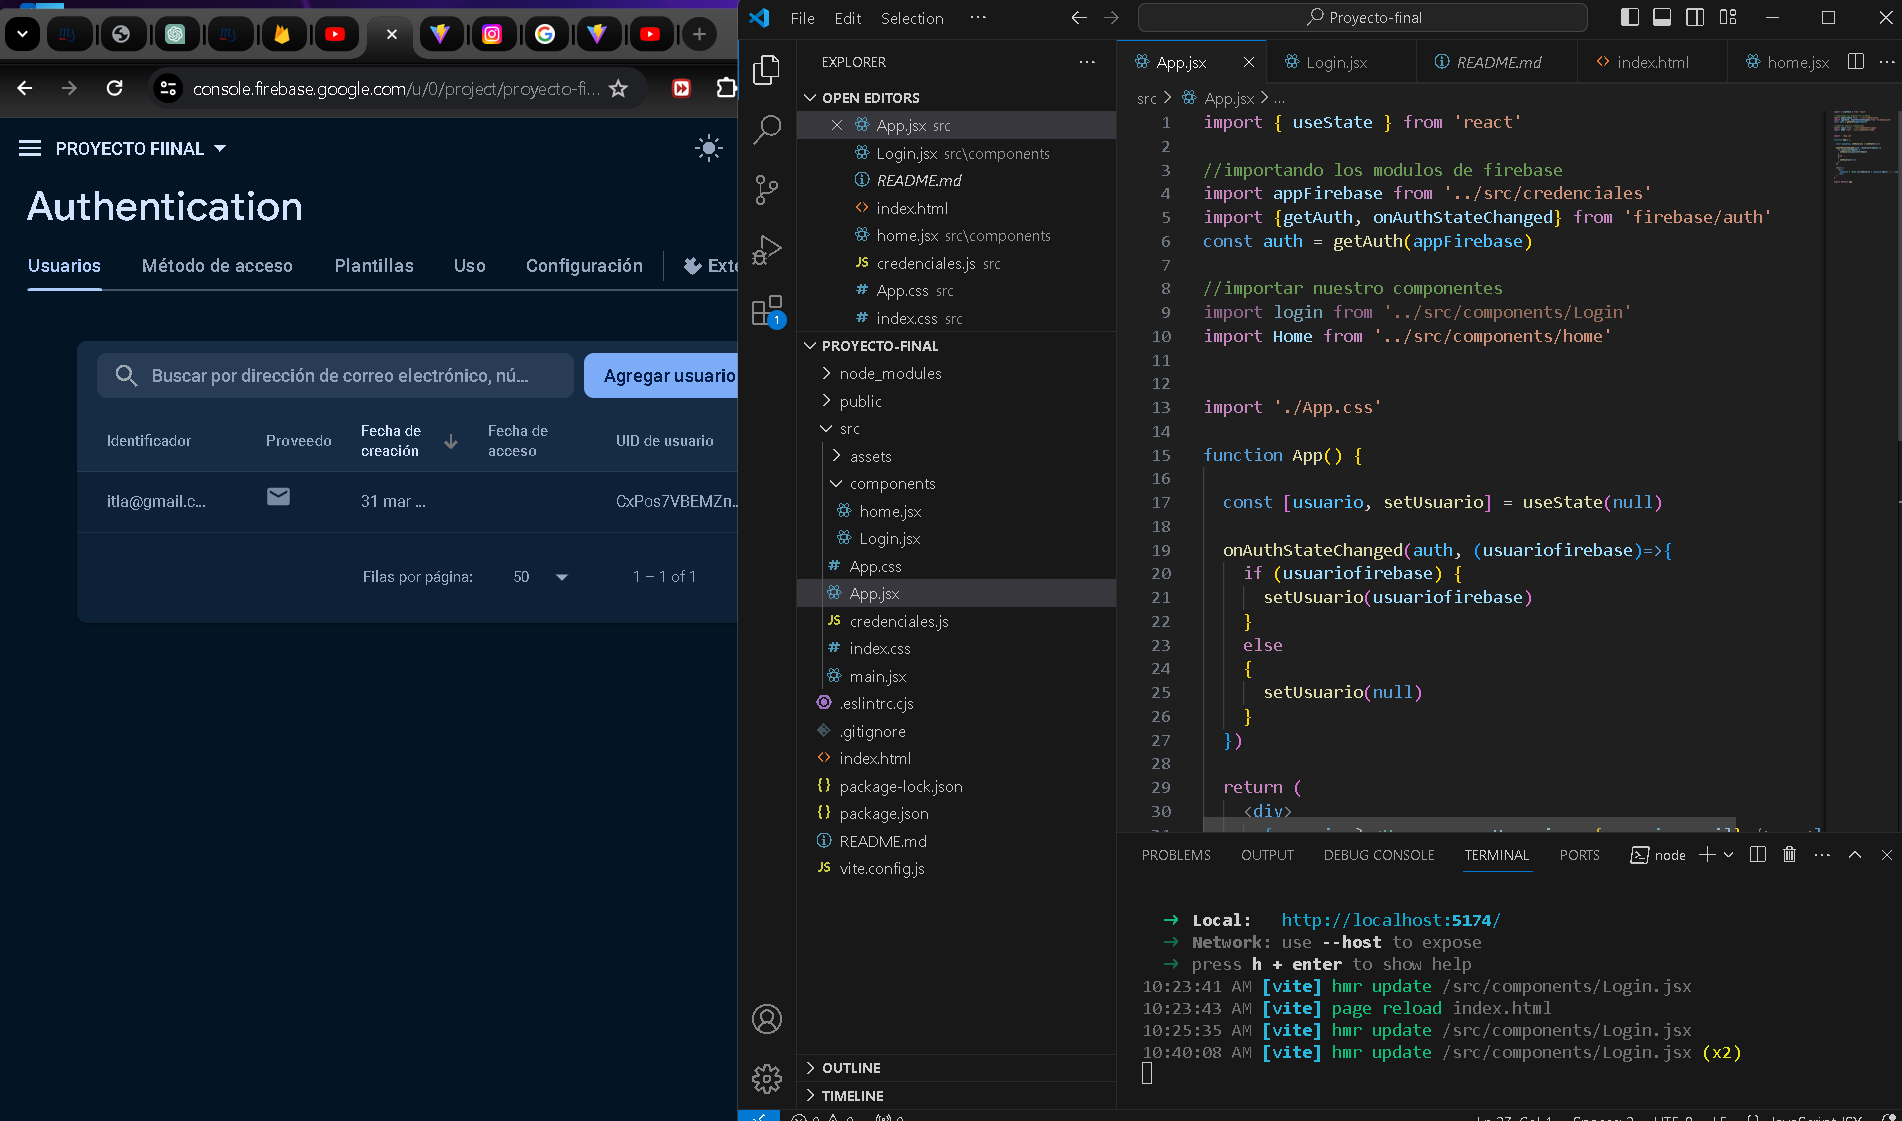 console.firebase.google.com/u/0/project/proyecto-fi...
PROYECTO FIINAL
Authentication
Usuarios
Método de acceso
Plantillas
Uso
Configuración
Exte
Buscar por dirección de correo electrónico, nú...
Agregar usuario
Identificador
Proveedo
Fecha de creación
Fecha de acceso
UID de usuario
itla@gmail.c...
31 mar ...
CxPos7VBEMZn...
Filas por página:
50
1 – 1 of 1
File Edit Selection ···
Proyecto-final
EXPLORER
OPEN EDITORS
App.jsx src
Login.jsx src\components
README.md
index.html
home.jsx src\components
credenciales.js src
App.css src
index.css src
1
PROYECTO-FINAL
node_modules
public
src
assets
components
home.jsx
Login.jsx
App.css
App.jsx
credenciales.js
index.css
main.jsx
.eslintrc.cjs
.gitignore
index.html
package-lock.json
package.json
README.md
vite.config.js
OUTLINE
TIMELINE
App.jsx
Login.jsx
README.md
index.html
home.jsx
src > App.jsx > ...
1 import { useState } from 'react'
2
3 //importando los modulos de firebase
4 import appFirebase from '../src/credenciales'
5 import {getAuth, onAuthStateChanged} from 'firebase/auth'
6 const auth = getAuth(appFirebase)
7
8 //importar nuestro componentes
9 import login from '../src/components/Login'
10 import Home from '../src/components/home'
11
12
13 import './App.css'
14
15 function App() {
16
17 const [usuario, setUsuario] = useState(null)
18
19 onAuthStateChanged(auth, (usuariofirebase)=>{
20 if (usuariofirebase) {
21 setUsuario(usuariofirebase)
22 }
23 else
24 {
25 setUsuario(null)
26 }
27 })
28
29 return (
30 <div>
PROBLEMS OUTPUT DEBUG CONSOLE TERMINAL PORTS
node
→ Local: http://localhost:5174/
→ Network: use --host to expose
→ press h + enter to show help
10:23:41 AM [vite] hmr update /src/components/Login.jsx
10:23:43 AM [vite] page reload index.html
10:25:35 AM [vite] hmr update /src/components/Login.jsx
10:40:08 AM [vite] hmr update /src/components/Login.jsx (x2)